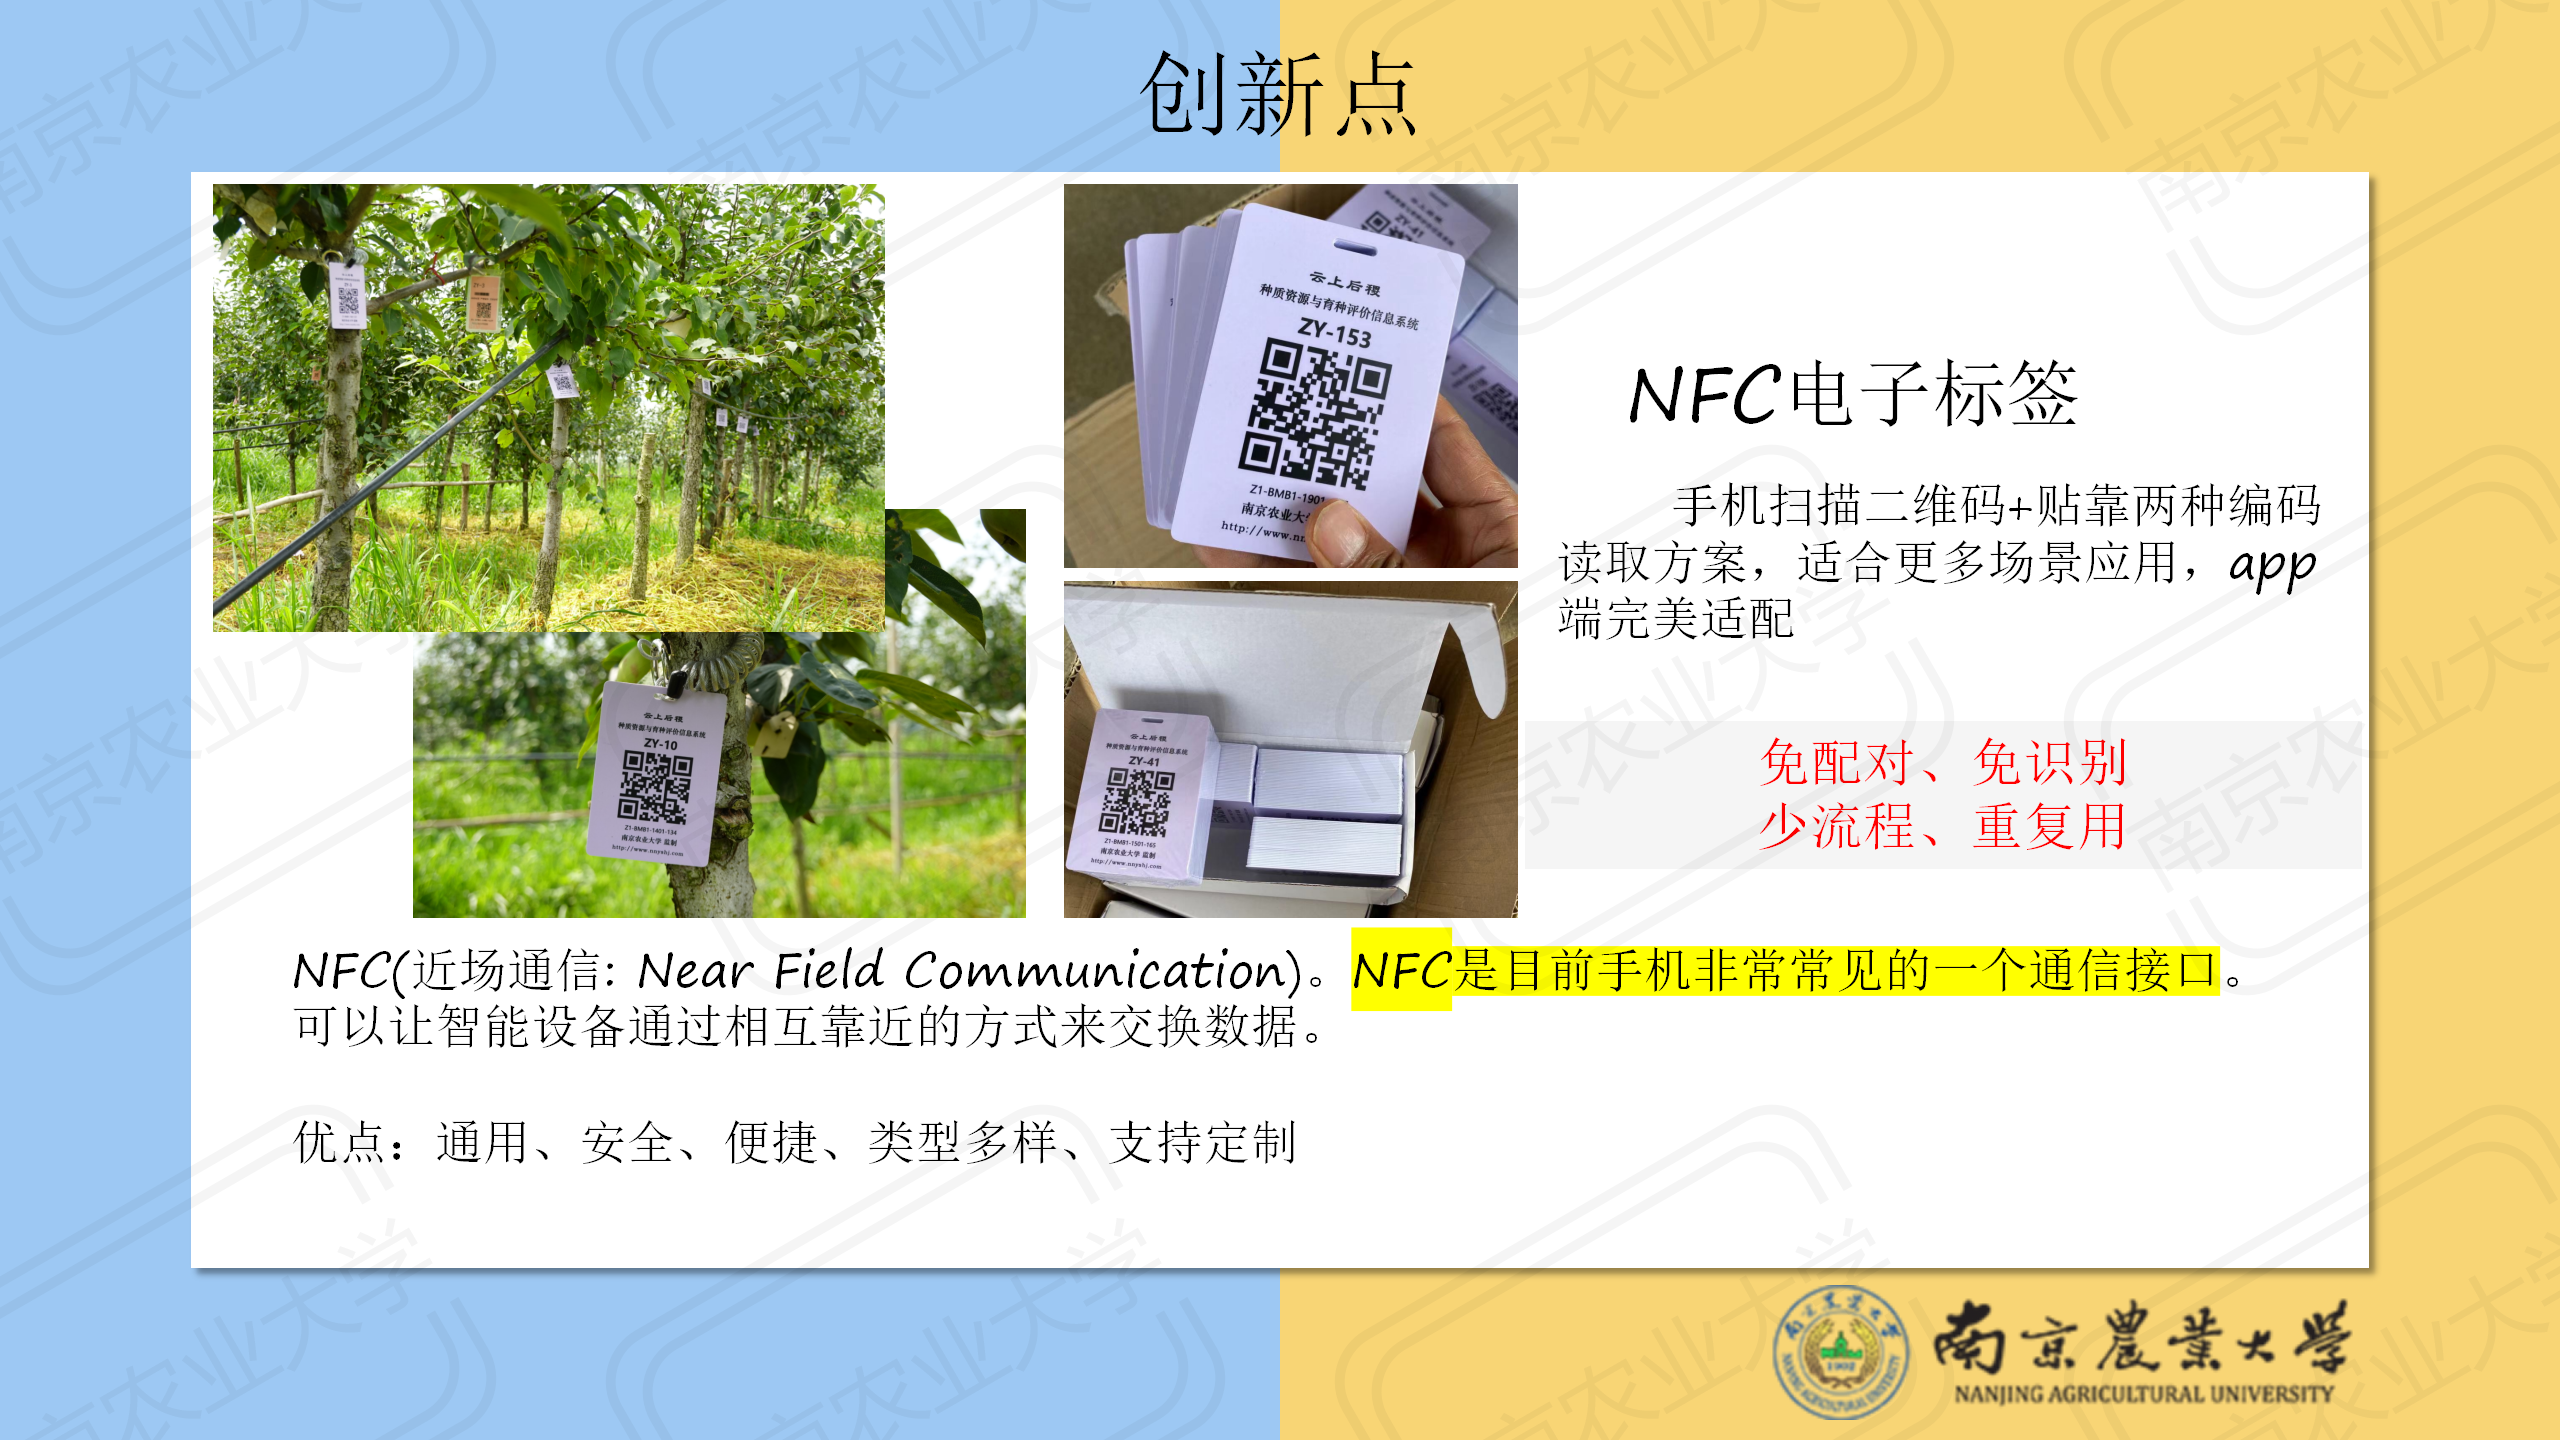 创新点
云上后稷
种质资源与育种评价信息系统
ZY-153
Z1-BMB1-1901
南京农业大
http://www.nn
ZY-41
NFC电子标签
手机扫描二维码+贴靠两种编码
读取方案，适合更多场景应用，app
端完美适配
云上后稷
种质资源与育种评价信息系统
ZY-10
Z1-BMB1-1401-134
南京农业大学 监制
http://www.nnyshj.com
云上后稷
种质资源与育种评价信息系统
ZY-41
Z1-BMB1-1501-165
南京农业大学 监制
http://www.nnyshj.com
免配对、免识别
少流程、重复用
NFC(近场通信: Near Field Communication)。NFC是目前手机非常常见的一个通信接口。
可以让智能设备通过相互靠近的方式来交换数据。
优点：通用、安全、便捷、类型多样、支持定制
南京農業大学
NANJING AGRICULTURAL UNIVERSITY
南京农业大学